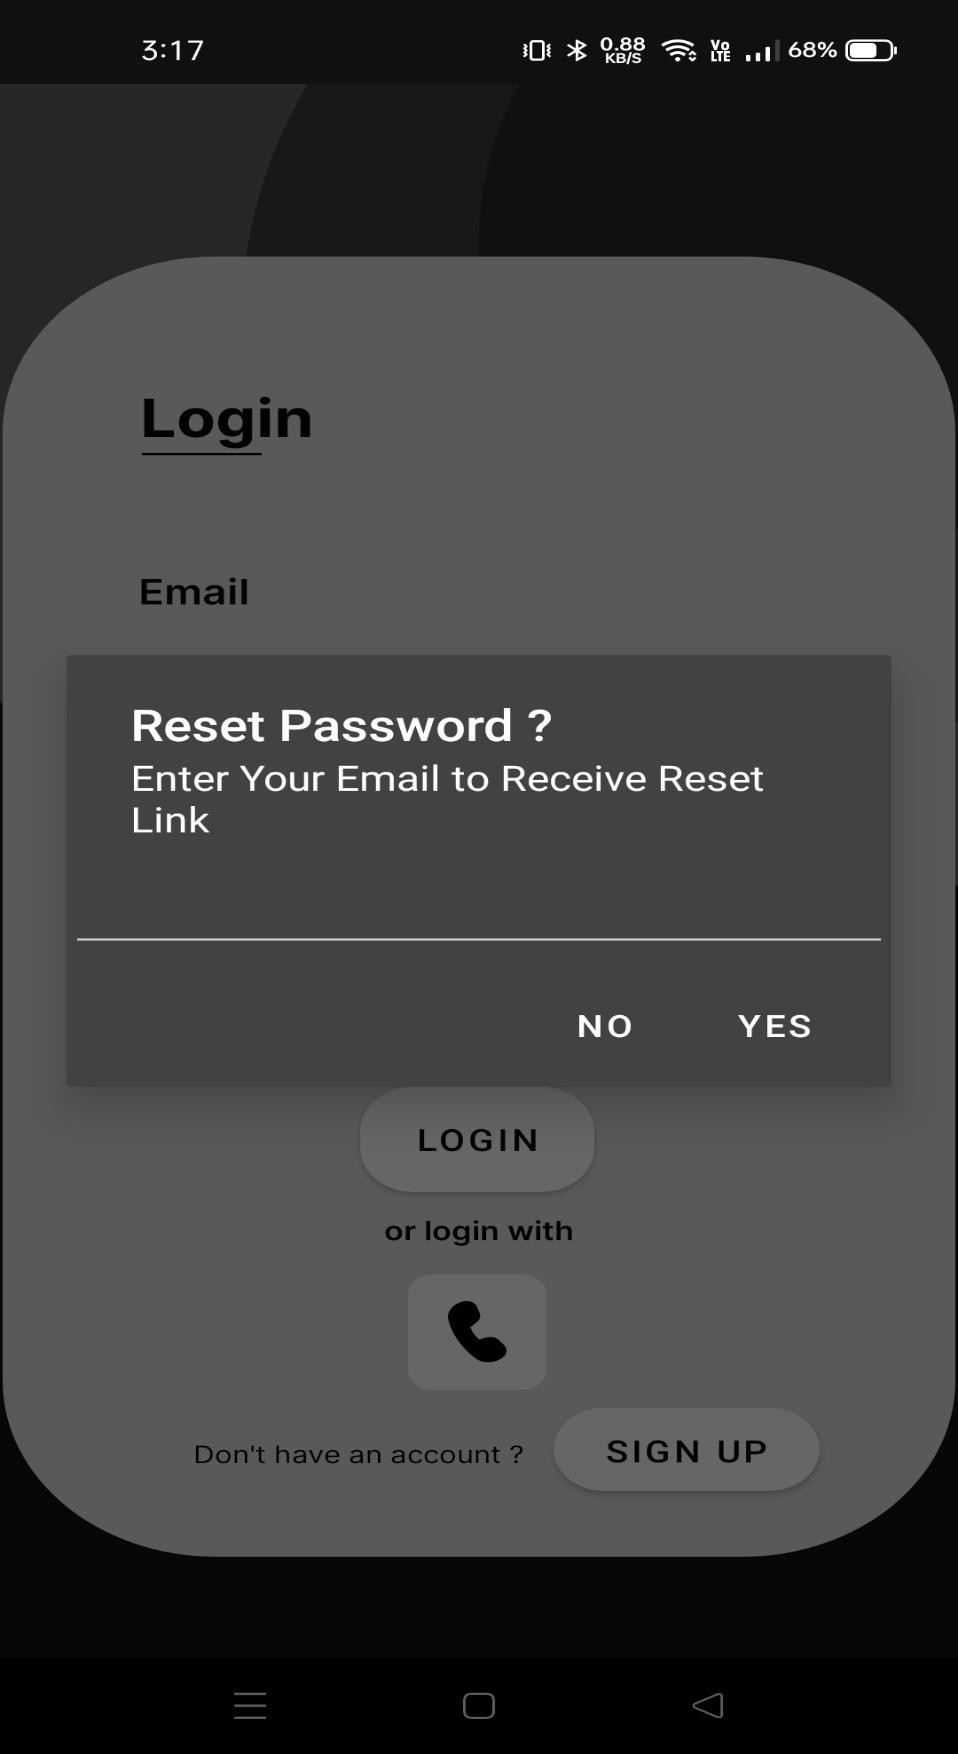 3:17
0.88
KB/S
Vo
LTE
68%
Login
Email
Reset Password ?
Enter Your Email to Receive Reset
Link
NO
YES
LOGIN
or login with
Don't have an account ?
SIGN UP